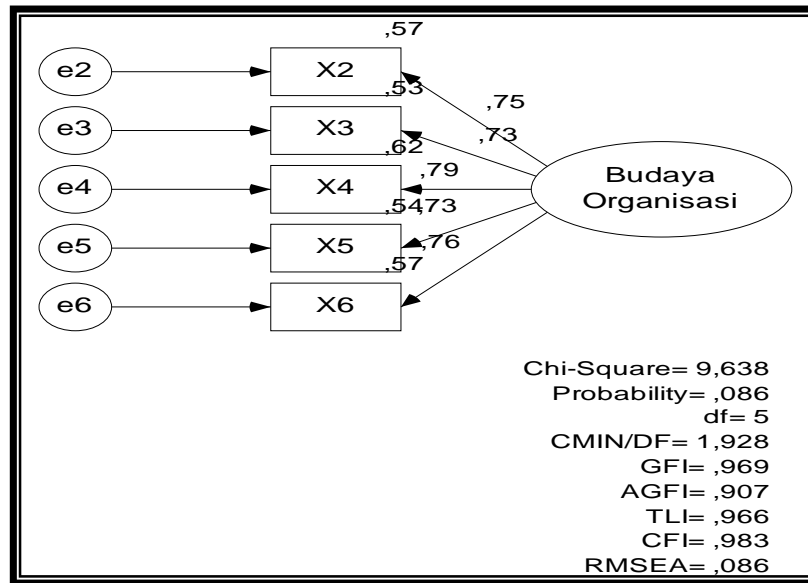 ,57
e2
X2
,75
,53
e3
X3
,73
,62
e4
X4
,79
Budaya
Organisasi
,54
,73
e5
X5
,76
,57
e6
X6
Chi-Square= 9,638
Probability= ,086
df= 5
CMIN/DF= 1,928
GFI= ,969
AGFI= ,907
TLI= ,966
CFI= ,983
RMSEA= ,086